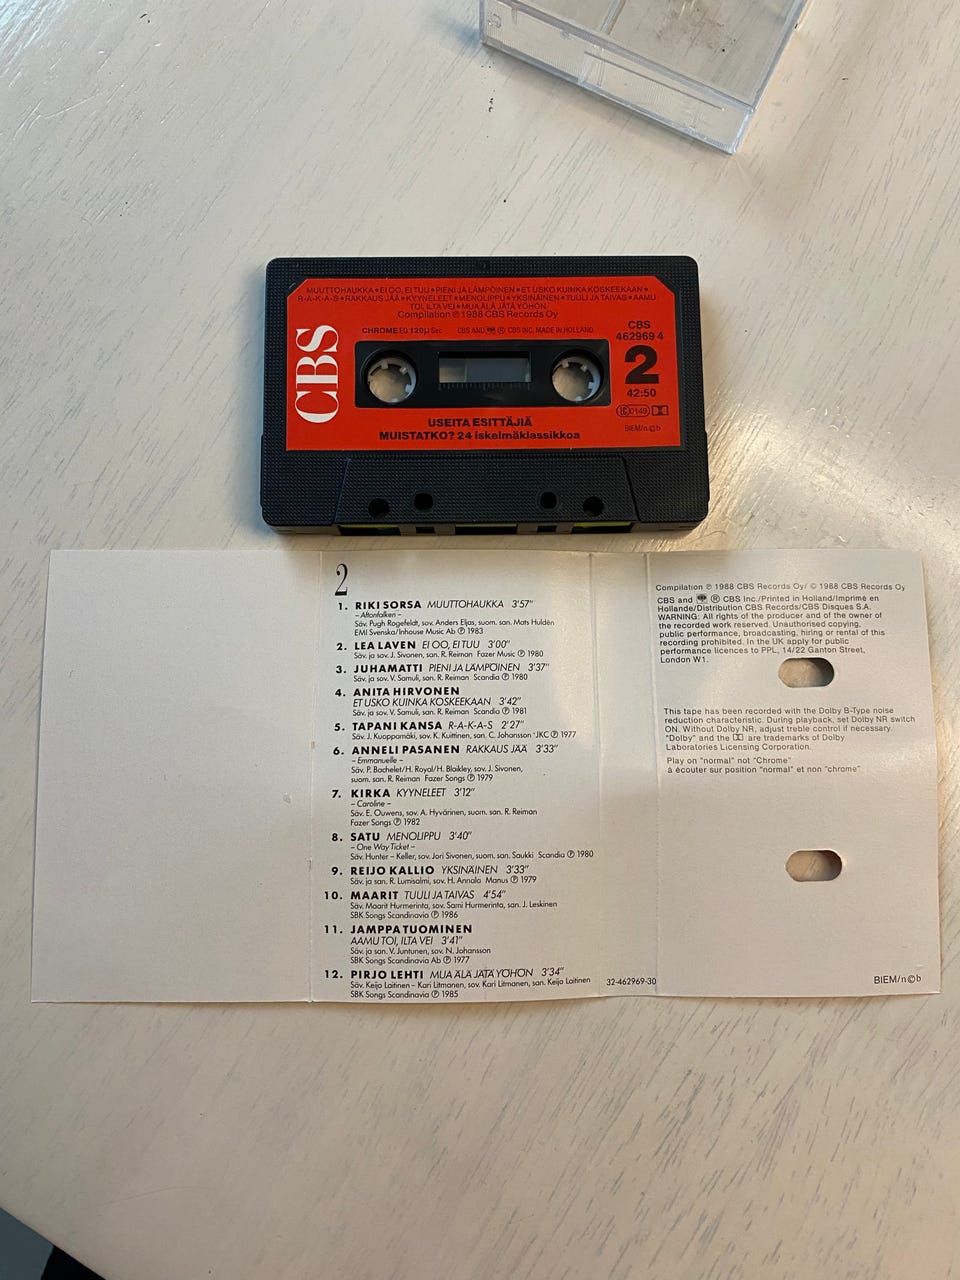 MUUTTOHAUKKA • EI OO, EI TUU • PIENI JA LÄMPÖINEN • ET USKO KUINKA KOSKEEKAAN •
R-A-K-A-S • RAKKAUS JÄÄ • KYYNELEET • MENOLIPPU • YKSINÄINEN • TUULI JA TAIVAS • AAMU
TOI, ILTA VEI • MUA ÄLÄ JÄTÄ YÖHÖN
Compilation ℗ 1988 CBS Records Oy
CBS
CHROME EQ 120µ Sec
CBS AND ® CBS INC. MADE IN HOLLAND
CBS
462969 4
2
42:50
BIEM/n©b
USEITA ESITTÄJIÄ
MUISTATKO? 24 iskelmäklassikkoa
2
1. RIKI SORSA MUUTTOHAUKKA 3'57"
– Aftonfalken –
Säv. Pugh Rogefeldt, sov. Anders Eljas, suom. san. Mats Huldén
EMI Svenska/Inhouse Music Ab ℗ 1983
2. LEA LAVEN EI OO, EI TUU 3'00"
Säv. ja sov. J. Sivonen, san. R. Reiman Fazer Music ℗ 1980
3. JUHAMATTI PIENI JA LÄMPÖINEN 3'37"
Säv. ja sov. V. Samuli, san. R. Reiman Scandia ℗ 1980
4. ANITA HIRVONEN
ET USKO KUINKA KOSKEEKAAN 3'42"
Säv. ja sov. V. Samuli, san. R. Reiman Scandia ℗ 1981
5. TAPANI KANSA R-A-K-A-S 2'27"
Säv. J. Kuoppamäki, sov. K. Kuittinen, san. C. Johansson JKC ℗ 1977
6. ANNELI PASANEN RAKKAUS JÄÄ 3'33"
– Emmanuelle –
Säv. P. Bachelet/H. Royal/H. Blaikley, sov. J. Sivonen,
suom. san. R. Reiman Fazer Songs ℗ 1979
7. KIRKA KYYNELEET 3'12"
– Caroline –
Säv. E. Ouwens, sov. A. Hyvärinen, suom. san. R. Reiman
Fazer Songs ℗ 1982
8. SATU MENOLIPPU 3'40"
– One Way Ticket –
Säv. Hunter – Keller, sov. Jori Sivonen, suom. san. Saukki Scandia ℗ 1980
9. REIJO KALLIO YKSINÄINEN 3'33"
Säv. ja san. R. Lumisalmi, sov. H. Annala Manus ℗ 1979
10. MAARIT TUULI JA TAIVAS 4'54"
Säv. Maarit Hurmerinta, sov. Sami Hurmerinta, san. J. Leskinen
SBK Songs Scandinavia ℗ 1986
11. JAMPPA TUOMINEN
AAMU TOI, ILTA VEI 3'41"
Säv. ja san. V. Juntunen, sov. N. Johansson
SBK Songs Scandinavia Ab ℗ 1977
12. PIRJO LEHTI MUA ÄLÄ JÄTÄ YÖHÖN 3'34"
Säv. Keijo Laitinen – Kari Litmanen, sov. Kari Litmanen, san. Keijo Laitinen
SBK Songs Scandinavia ℗ 1985
32-462969-30
Compilation ℗ 1988 CBS Records Oy/ © 1988 CBS Records Oy
CBS and ® CBS Inc./Printed in Holland/Imprimé en
Hollande/Distribution CBS Records/CBS Disques S.A.
WARNING: All rights of the producer and of the owner of
the recorded work reserved. Unauthorised copying,
public performance, broadcasting, hiring or rental of this
recording prohibited. In the UK apply for public
performance licences to PPL, 14/22 Ganton Street,
London W1.
This tape has been recorded with the Dolby B-Type noise
reduction characteristic. During playback, set Dolby NR switch
ON. Without Dolby NR, adjust treble control if necessary.
"Dolby" and the are trademarks of Dolby
Laboratories Licensing Corporation.
Play on "normal" not "Chrome"
à écouter sur position "normal" et non "chrome"
BIEM/n©b